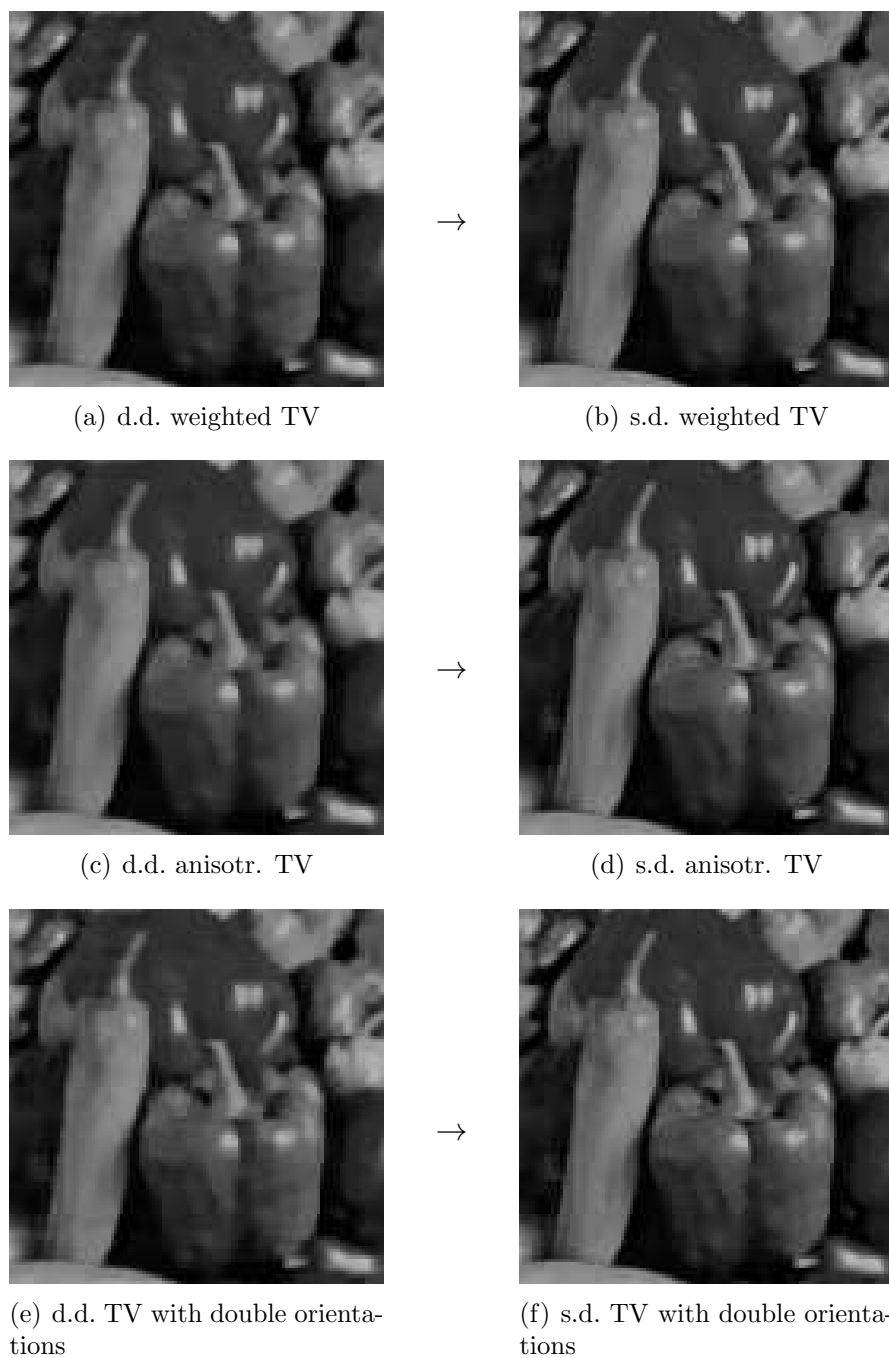 →
(a) d.d. weighted TV
(b) s.d. weighted TV
→
(c) d.d. anisotr. TV
(d) s.d. anisotr. TV
→
(e) d.d. TV with double orienta-
tions
(f) s.d. TV with double orienta-
tions